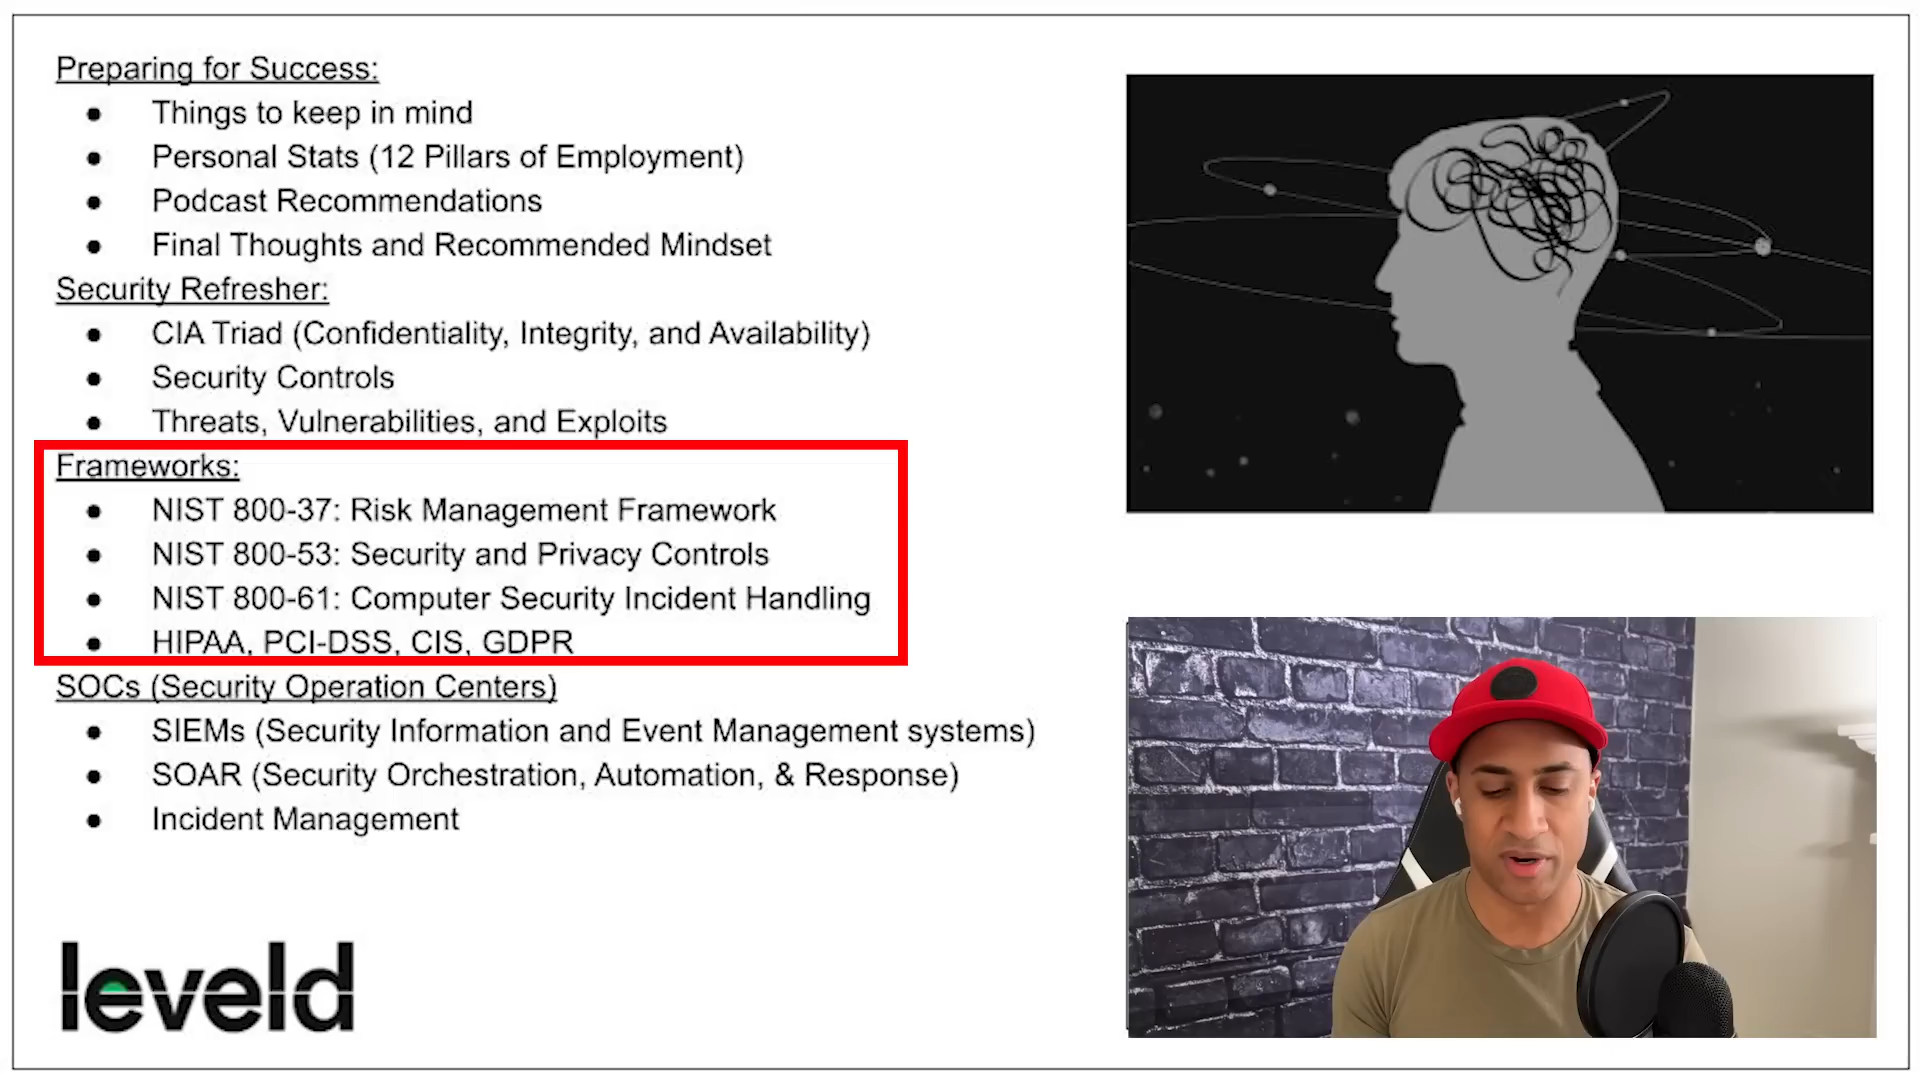 Preparing for Success:
● Things to keep in mind
● Personal Stats (12 Pillars of Employment)
● Podcast Recommendations
● Final Thoughts and Recommended Mindset
Security Refresher:
● CIA Triad (Confidentiality, Integrity, and Availability)
● Security Controls
● Threats, Vulnerabilities, and Exploits
Frameworks:
● NIST 800-37: Risk Management Framework
● NIST 800-53: Security and Privacy Controls
● NIST 800-61: Computer Security Incident Handling
● HIPAA, PCI-DSS, CIS, GDPR
SOCs (Security Operation Centers)
● SIEMs (Security Information and Event Management systems)
● SOAR (Security Orchestration, Automation, & Response)
● Incident Management
leveld